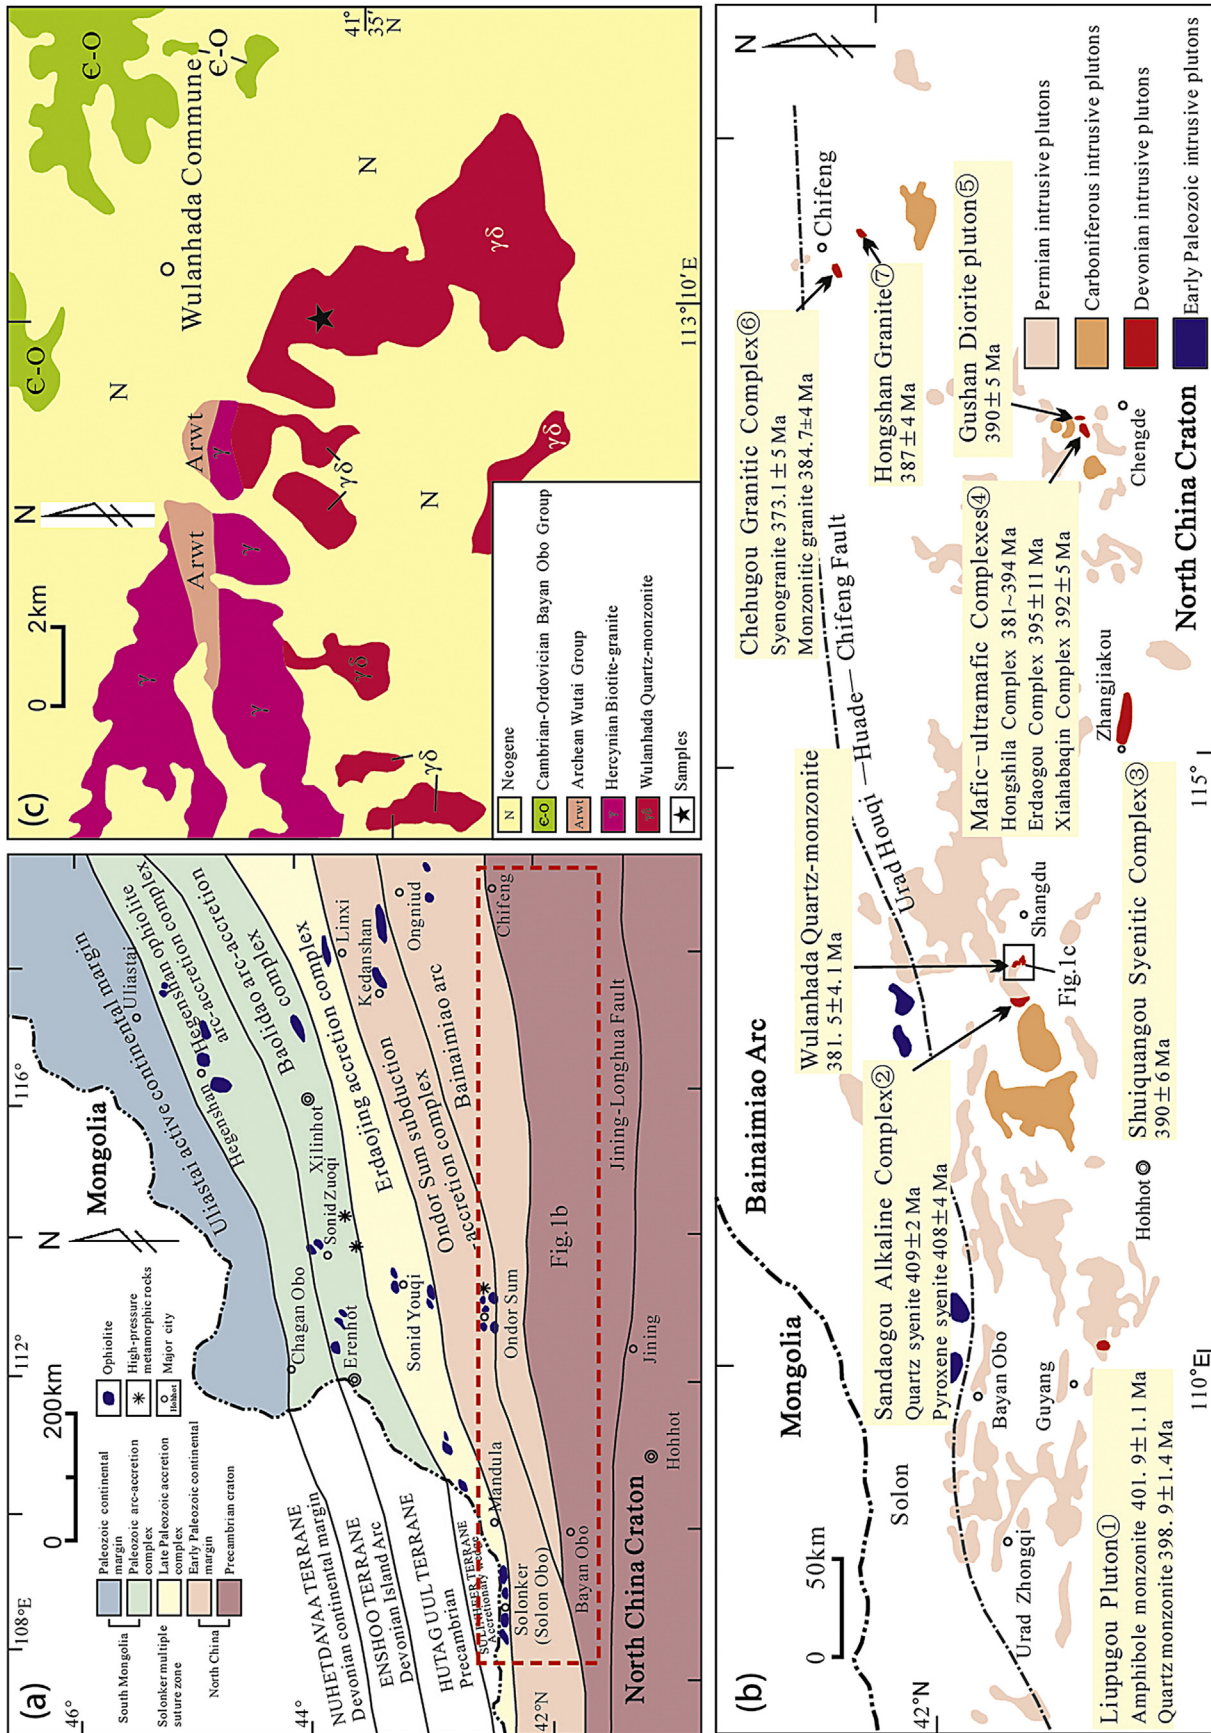 (a)
46°
44°
42°N
108°E
112°
116°
0
200km
N
South Mongolia
Solonker multiple
suture zone
North China
Paleozoic continental
margin
Paleozoic arc-accretion
complex
Late Paleozoic accretion
complex
Early Paleozoic continental
margin
Precambrian craton
Ophiolite
High-pressure
metamorphic rocks
Hohhot
Major city
Mongolia
Uliastai active continental margin
Uliastai
Hegenshan ophiolite
arc-accretion complex
Hegenshan
Baolidao arc-accretion
complex
Xilinhot
Chagan Obo
Sonid Zuoqi
Erenhot
Erdaojing accretion complex
Linxi
Kedanshan
Sonid Youqi
Ondor Sum subduction
accretion complex
Ongniud
Bainaimiao arc
Ondor Sum
Chifeng
NUHETDAVAA TERRANE
Devonian continental margin
ENSHOO TERRANE
Devonian Island Arc
HUTAG UUL TERRANE
Precambrian
SULINHEER TERRANE
Accretionary wedge
Mandula
Solonker
(Solon Obo)
Bayan Obo
Fig.1b
Jining-Longhua Fault
Jining
Hohhot
North China Craton
(c)
0
2km
N
Є-O
Є-O
Є-O
Wulanhada Commune
41°
35′
N
113°
10′ E
N
N
N
Arwt
Arwt
γ
γ
γ
γ
γδ
γδ
γδ
γδ
γδ
γδ
N
Neogene
Є-O
Cambrian-Ordovician Bayan Obo Group
Arwt
Archean Wutai Group
γ
Hercynian Biotite-granite
γδ
Wulanhada Quartz-monzonite
Samples
(b)
0
50km
42°N
110°E
115°
N
Mongolia
Bainaimiao Arc
Solon
Urad Houqi — Huade — Chifeng Fault
Chehugou Granitic Complex⑥
Syenogranite 373.1±5 Ma
Monzonitic granite 384.7±4 Ma
Chifeng
Hongshan Granite⑦
387±4 Ma
Wulanhada Quartz-monzonite
381.5±4.1 Ma
Sandaogou Alkaline Complex②
Quartz syenite 409±2 Ma
Pyroxene syenite 408±4 Ma
Gushan Diorite pluton⑤
390±5 Ma
Mafic-ultramafic Complexes④
Hongshila Complex 381~394 Ma
Erdaogou Complex 395±11 Ma
Xiahabaqin Complex 392±5 Ma
Shangdu
Fig.1c
Bayan Obo
Guyang
Urad Zhongqi
Hohhot
Zhangjiakou
Chengde
Liupugou Pluton①
Amphibole monzonite 401.9±1.1 Ma
Quartz monzonite 398.9±1.4 Ma
Shuiquangou Syenitic Complex③
390±6 Ma
North China Craton
Permian intrusive plutons
Carboniferous intrusive plutons
Devonian intrusive plutons
Early Paleozoic intrusive plutons